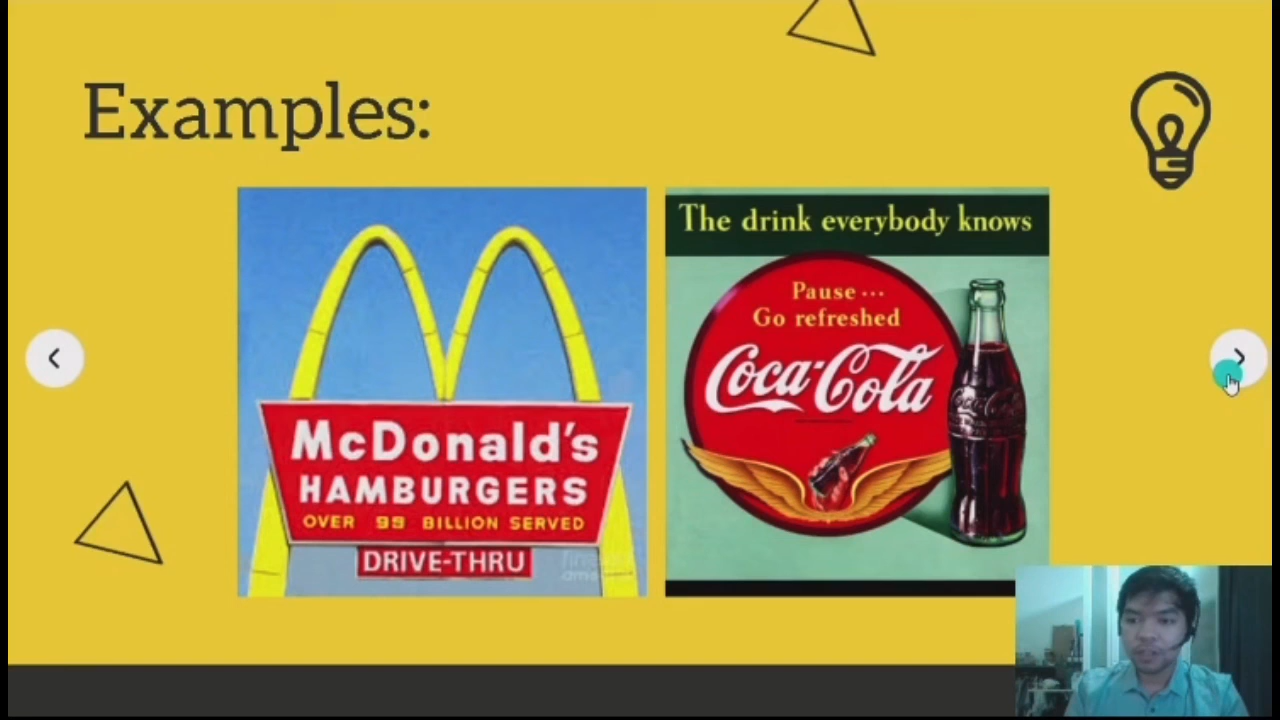 Examples:
McDonald's
HAMBURGERS
OVER 99 BILLION SERVED
DRIVE-THRU
The drink everybody knows
Pause...
Go refreshed
Coca-Cola